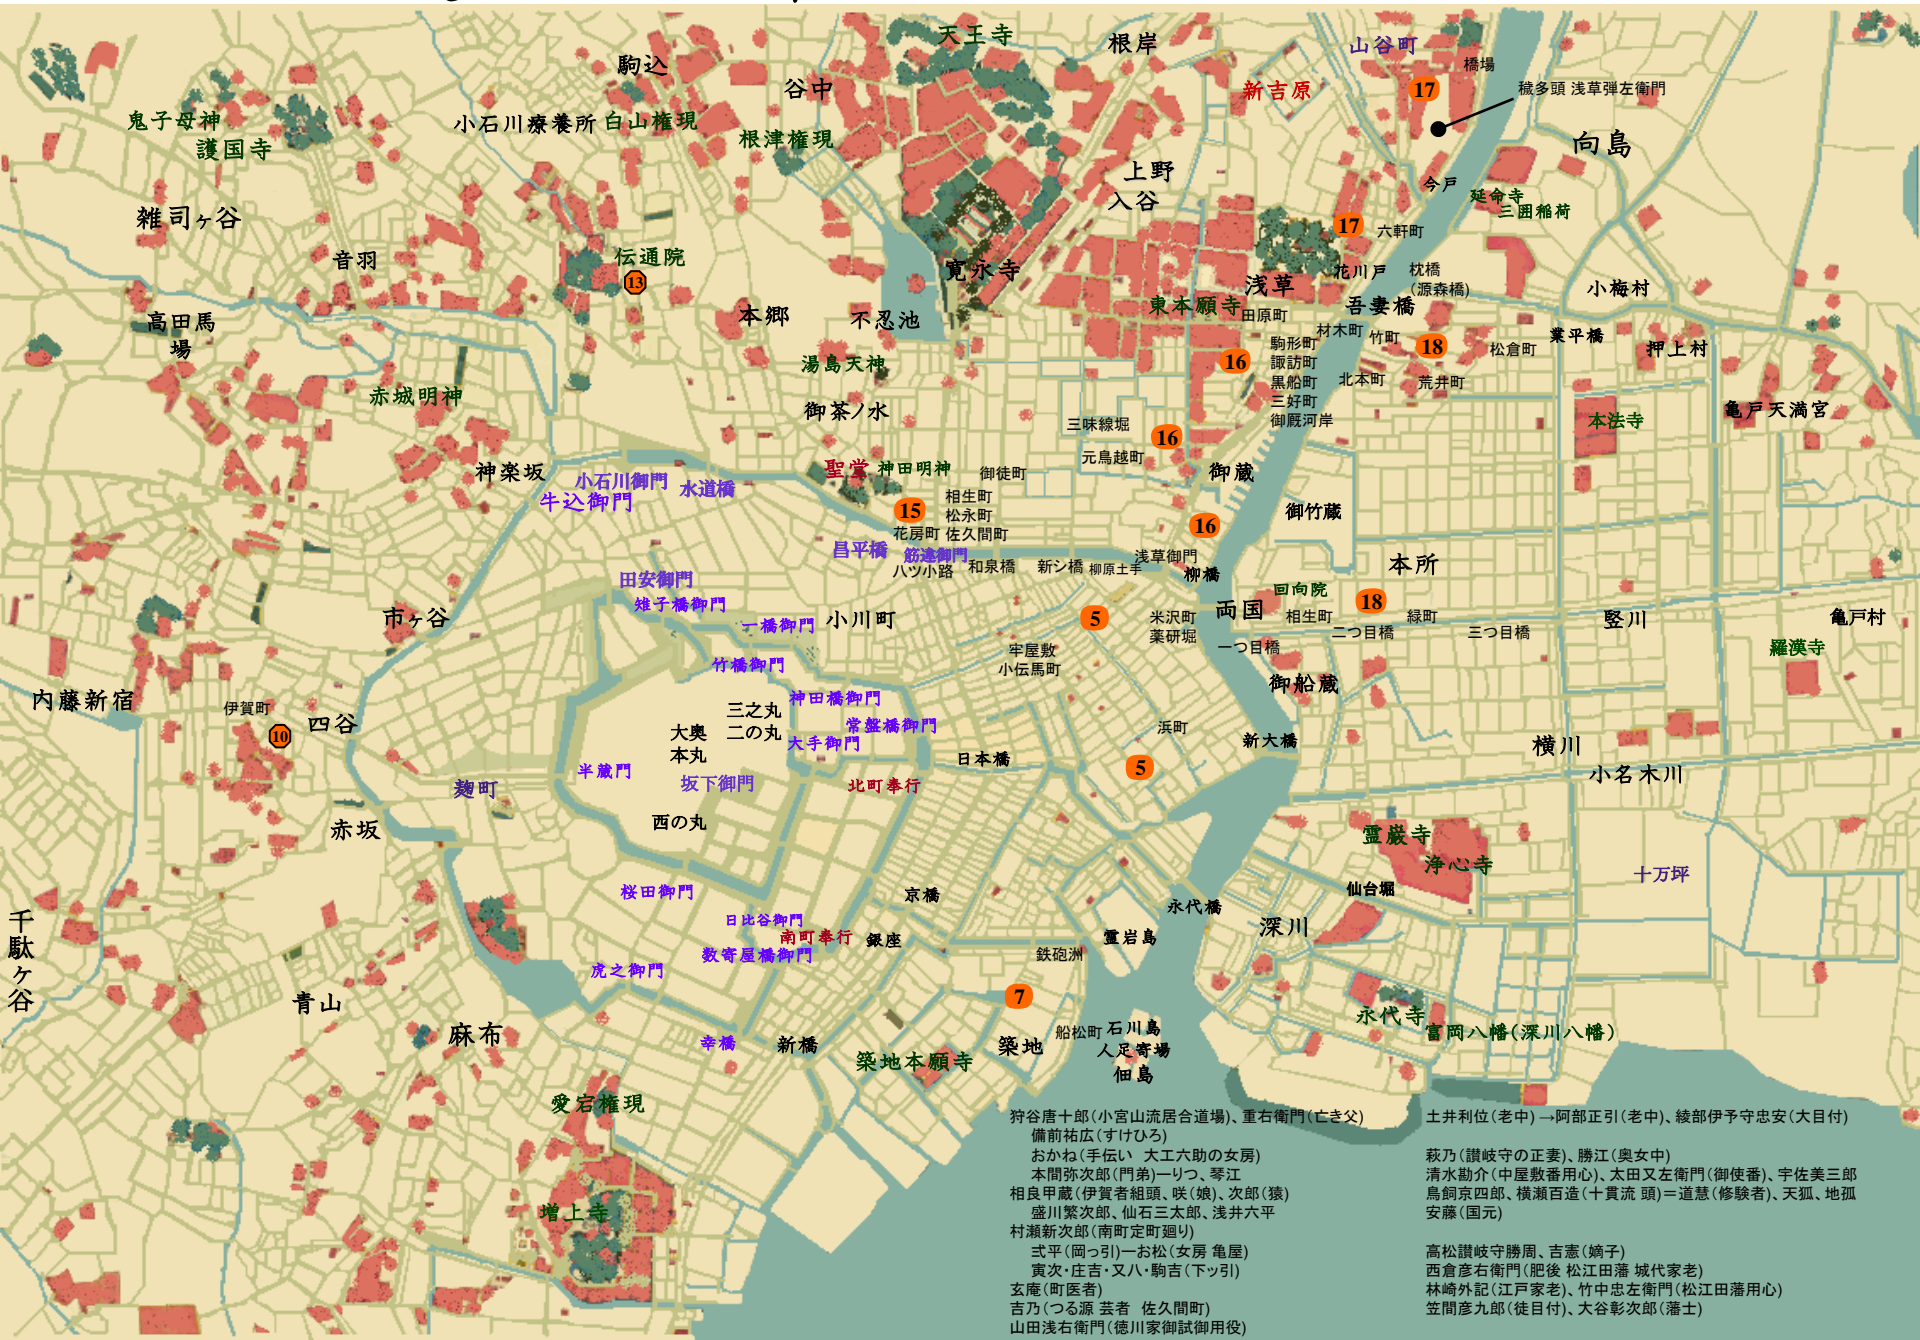 天王寺
根岸
山谷町
橋場
駒込
谷中
新吉原
17
穢多頭 浅草弾左衛門
鬼子母神
護国寺
小石川療養所
白山権現
根津権現
向島
上野
入谷
今戸
延命寺
三囲稲荷
雑司ヶ谷
音羽
伝通院
13
寛永寺
17
六軒町
花川戸
枕橋
(源森橋)
浅草
吾妻橋
小梅村
東本願寺
田原町
高田馬
場
本郷
不忍池
材木町
竹町
18
松倉町
業平橋
押上村
湯島天神
16
駒形町
諏訪町
黒船町
三好町
御厩河岸
北本町
荒井町
赤城明神
御茶ノ水
三味線堀
16
元鳥越町
本法寺
亀戸天満宮
神楽坂
小石川御門
牛込御門
水道橋
聖堂
神田明神
御徒町
御蔵
相生町
松永町
佐久間町
15
花房町
16
御竹蔵
昌平橋
筋違御門
八ツ小路
和泉橋
新シ橋
柳原土手
浅草御門
柳橋
本所
田安御門
雉子橋御門
一橋御門
小川町
5
米沢町
薬研堀
両国
回向院
18
相生町
緑町
二つ目橋
三つ目橋
一つ目橋
竪川
亀戸村
羅漢寺
市ヶ谷
竹橋御門
牢屋敷
小伝馬町
御船蔵
内藤新宿
伊賀町
10
四谷
神田橋御門
三之丸
二の丸
常盤橋御門
大手御門
大奥
本丸
浜町
新大橋
日本橋
5
横川
小名木川
半蔵門
麹町
坂下御門
北町奉行
西の丸
赤坂
霊巌寺
浄心寺
仙台堀
十万坪
桜田御門
日比谷御門
南町奉行
数寄屋橋御門
京橋
銀座
永代橋
霊岩島
深川
鉄砲洲
千駄ヶ谷
虎之御門
青山
7
麻布
幸橋
新橋
築地
築地本願寺
船松町
石川島
人足寄場
佃島
永代寺
富岡八幡(深川八幡)
愛宕権現
増上寺
狩谷唐十郎(小宮山流居合道場)、重右衛門(亡き父)
備前祐広(すけひろ)
おかね(手伝い 大工六助の女房)
本間弥次郎(門弟)ーりつ、琴江
相良甲蔵(伊賀者組頭、咲(娘)、次郎(猿)
盛川繁次郎、仙石三太郎、浅井六平
村瀬新次郎(南町定町廻り)
弐平(岡っ引)ーお松(女房 亀屋)
寅次・庄吉・又八・駒吉(下ッ引)
玄庵(町医者)
吉乃(つる源 芸者 佐久間町)
山田浅右衛門(徳川家御試御用役)
土井利位(老中)→阿部正引(老中)、綾部伊予守忠安(大目付)
萩乃(讃岐守の正妻)、勝江(奥女中)
清水勘介(中屋敷番用心)、太田又左衛門(御使番)、宇佐美三郎
鳥飼京四郎、横瀬百造(十貫流 頭)＝道慧(修験者)、天狐、地孤
安藤(国元)
高松讃岐守勝周、吉憲(嫡子)
西倉彦右衛門(肥後 松江田藩 城代家老)
林崎外記(江戸家老)、竹中忠左衛門(松江田藩用心)
笠間彦九郎(徒目付)、大谷彰次郎(藩士)